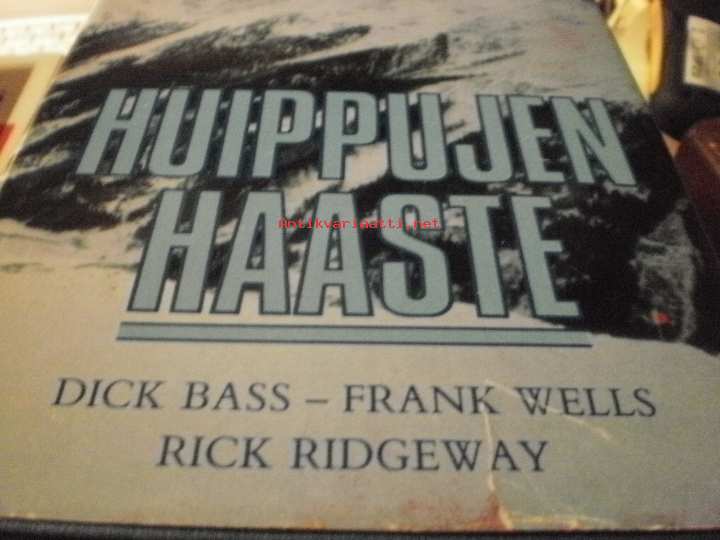 HUIPPUJEN
HAASTE
Antikvariaatti.net
DICK BASS – FRANK WELLS
RICK RIDGEWAY